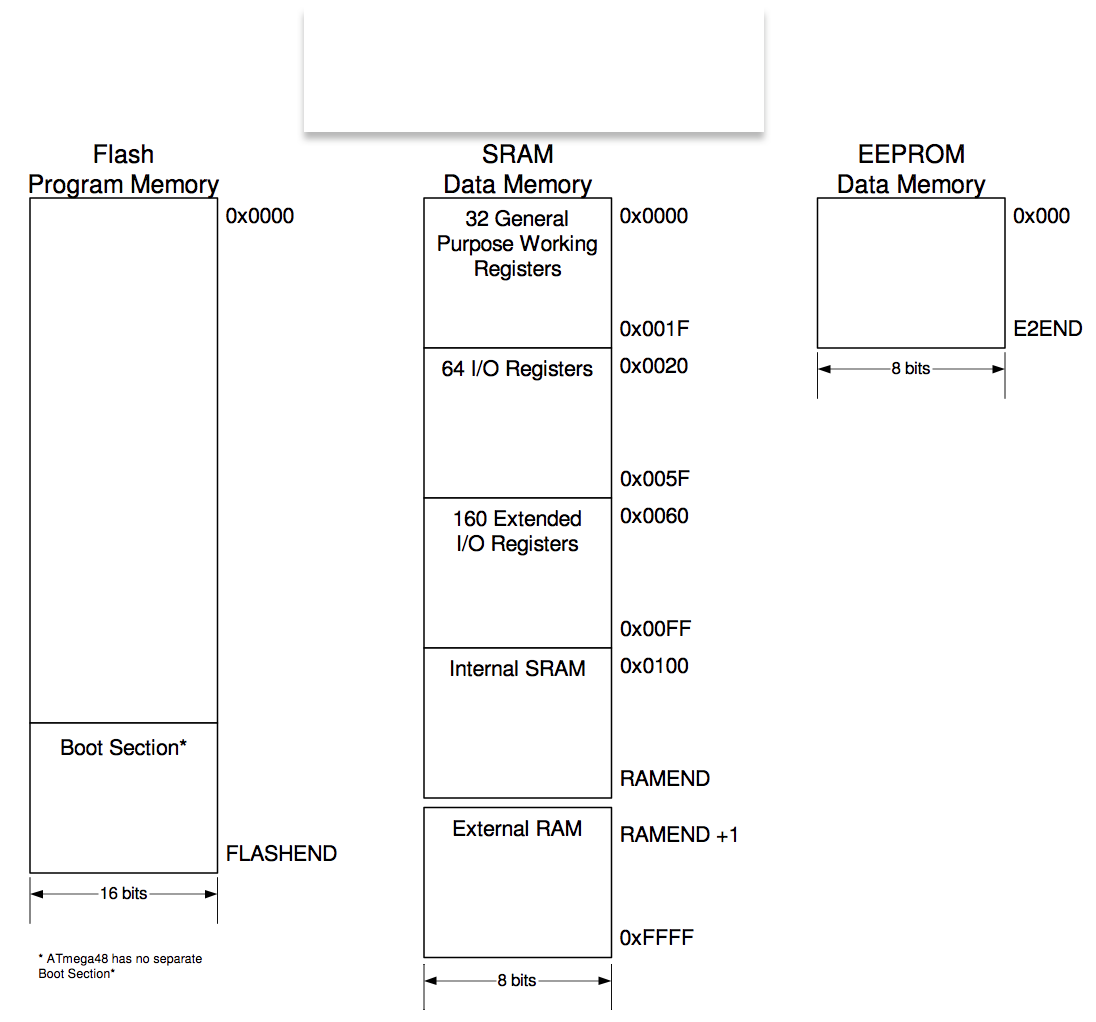 Flash
Program Memory
0x0000
Boot Section*
FLASHEND
16 bits
* ATmega48 has no separate
Boot Section*
SRAM
Data Memory
32 General
Purpose Working
Registers
0x0000
0x001F
64 I/O Registers
0x0020
0x005F
160 Extended
I/O Registers
0x0060
0x00FF
Internal SRAM
0x0100
RAMEND
External RAM
RAMEND +1
0xFFFF
8 bits
EEPROM
Data Memory
0x000
E2END
8 bits